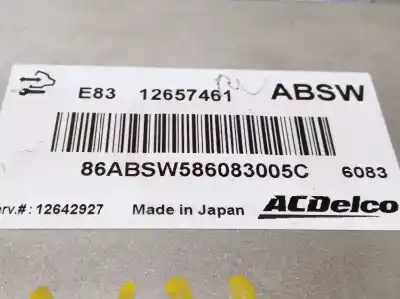 E83 12657461 ABSW
86ABSW586083005C 6083
erv.#: 12642927 Made in Japan ACDelco